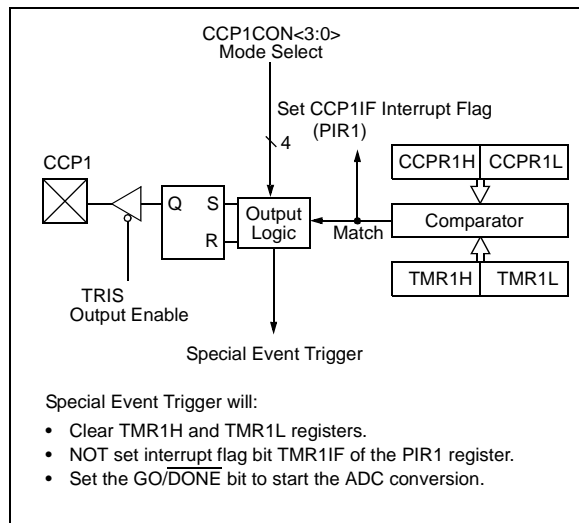 CCP1CON<3:0>
Mode Select
Set CCP1IF Interrupt Flag
(PIR1)
4
CCP1
CCPR1H CCPR1L
Q S
R
Output
Logic
Match
Comparator
TMR1H TMR1L
TRIS
Output Enable
Special Event Trigger
Special Event Trigger will:
• Clear TMR1H and TMR1L registers.
• NOT set interrupt flag bit TMR1IF of the PIR1 register.
• Set the GO/DONE bit to start the ADC conversion.